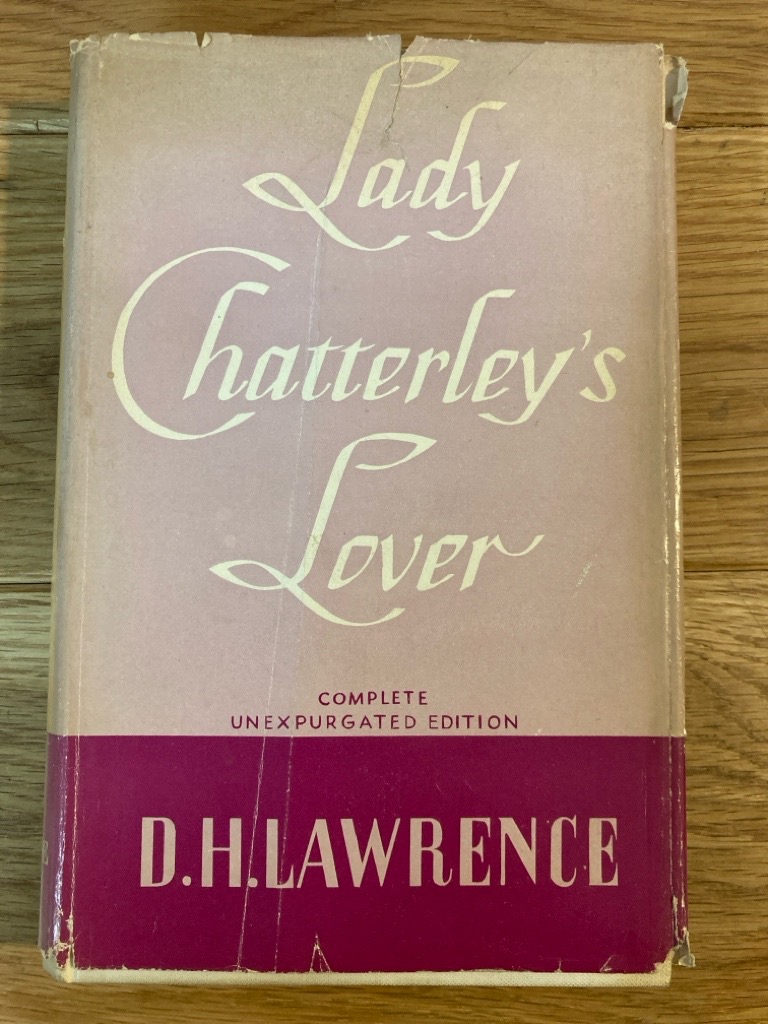 Lady
Chatterley's
Lover
COMPLETE
UNEXPURGATED EDITION
D.H.LAWRENCE